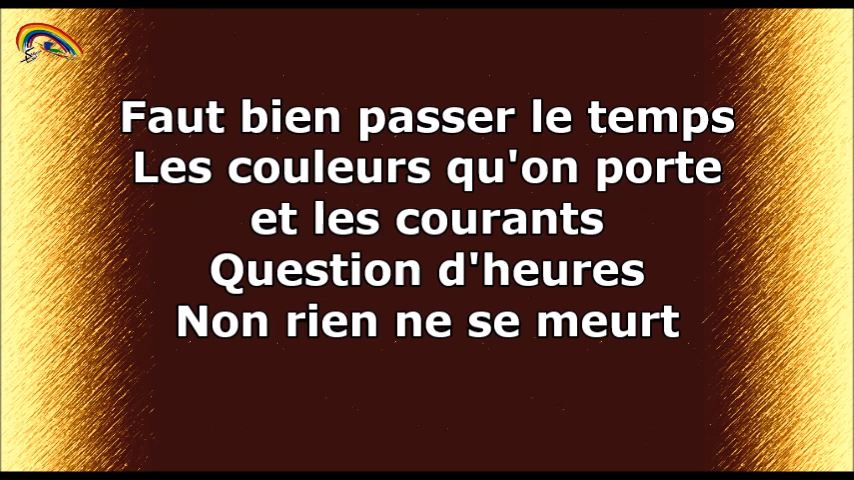 Faut bien passer le temps
Les couleurs qu'on porte
et les courants
Question d'heures
Non rien ne se meurt